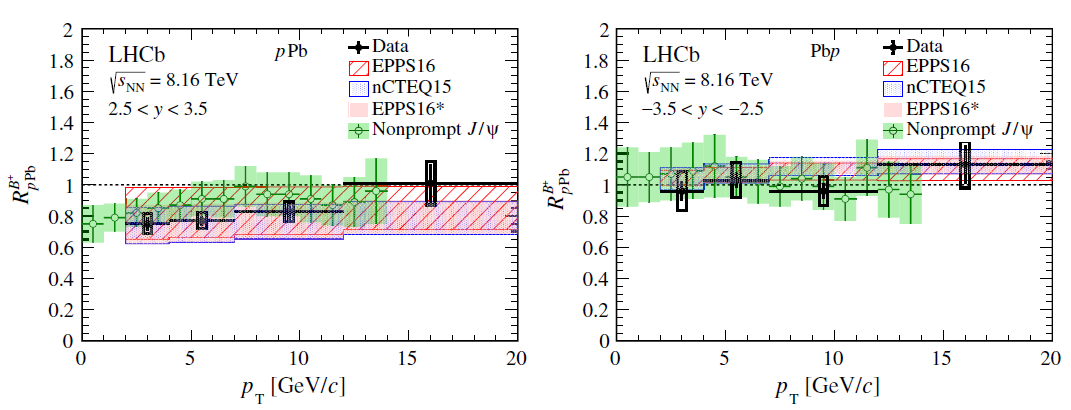 LHCb
pPb
√sNN = 8.16 TeV
2.5 < y < 3.5
Data
EPPS16
nCTEQ15
EPPS16*
Nonprompt J/ψ
R^{B+}_{pPb}
2
1.8
1.6
1.4
1.2
1
0.8
0.6
0.4
0.2
0
0 5 10 15 20
pT [GeV/c]
LHCb
Pbp
√sNN = 8.16 TeV
−3.5 < y < −2.5
Data
EPPS16
nCTEQ15
EPPS16*
Nonprompt J/ψ
R^{B+}_{pPb}
2
1.8
1.6
1.4
1.2
1
0.8
0.6
0.4
0.2
0
0 5 10 15 20
pT [GeV/c]